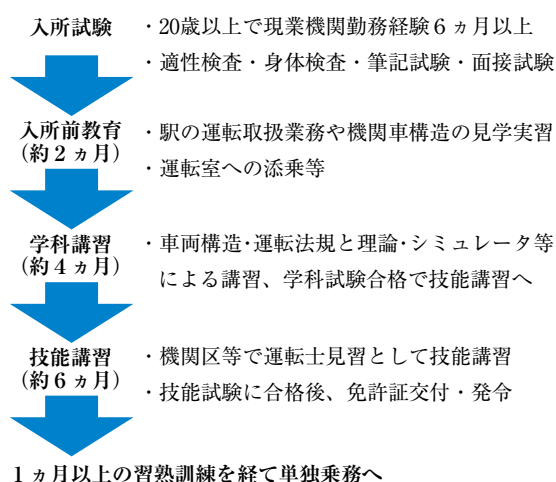 入所試験 ・20歳以上で現業機関勤務経験６ヵ月以上
・適性検査・身体検査・筆記試験・面接試験
入所前教育 ・駅の運転取扱業務や機関車構造の見学実習
（約２ヵ月） ・運転室への添乗等
学科講習 ・車両構造・運転法規と理論・シミュレータ等
（約４ヵ月） による講習、学科試験合格で技能講習へ
技能講習 ・機関区等で運転士見習として技能講習
（約６ヵ月） ・技能試験に合格後、免許証交付・発令
１ヵ月以上の習熟訓練を経て単独乗務へ